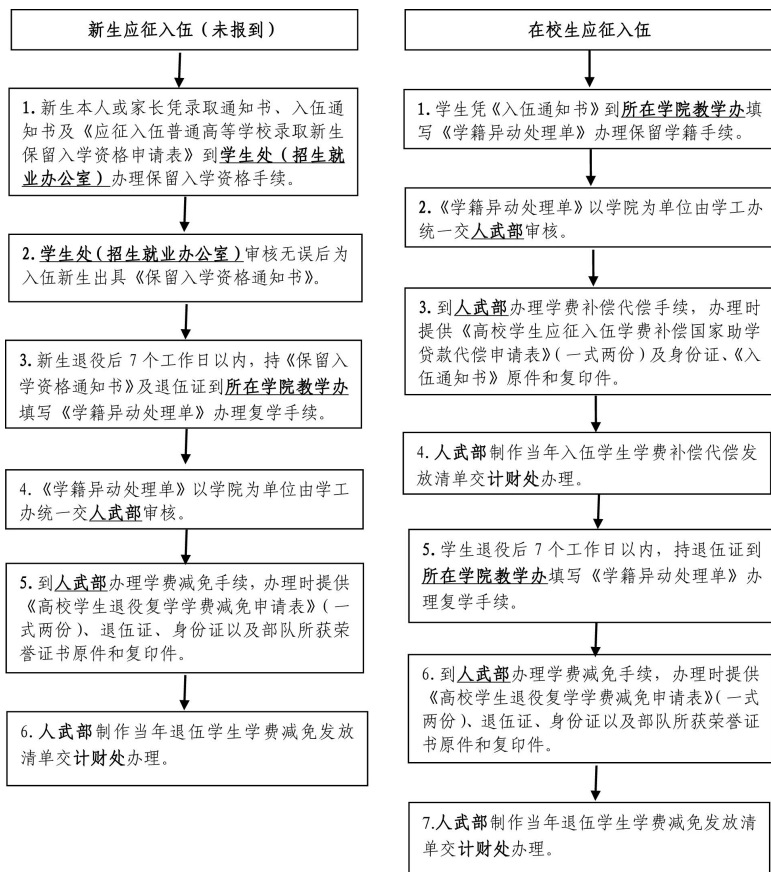 新生应征入伍（未报到）
1. 新生本人或家长凭录取通知书、入伍通
知书及《应征入伍普通高等学校录取新生
保留入学资格申请表》到学生处（招生就
业办公室）办理保留入学资格手续。
2. 学生处（招生就业办公室）审核无误后为
入伍新生出具《保留入学资格通知书》。
3. 新生退役后 7 个工作日以内，持《保留入
学资格通知书》及退伍证到所在学院教学办
填写《学籍异动处理单》办理复学手续。
4. 《学籍异动处理单》以学院为单位由学工
办统一交人武部审核。
5. 到人武部办理学费减免手续，办理时提供
《高校学生退役复学学费减免申请表》（一
式两份）、退伍证、身份证以及部队所获荣
誉证书原件和复印件。
6. 人武部制作当年退伍学生学费减免发放
清单交计财处办理。
在校生应征入伍
1. 学生凭《入伍通知书》到所在学院教学办填
写《学籍异动处理单》办理保留学籍手续。
2. 《学籍异动处理单》以学院为单位由学工办
统一交人武部审核。
3. 到人武部办理学费补偿代偿手续，办理时
提供《高校学生应征入伍学费补偿国家助学
贷款代偿申请表》（一式两份）及身份证、《入
伍通知书》原件和复印件。
4. 人武部制作当年入伍学生学费补偿代偿发
放清单交计财处办理。
5. 学生退役后 7 个工作日以内，持退伍证到
所在学院教学办填写《学籍异动处理单》办
理复学手续。
6. 到人武部办理学费减免手续，办理时提供
《高校学生退役复学学费减免申请表》（一式
两份）、退伍证、身份证以及部队所获荣誉证
书原件和复印件。
7.人武部制作当年退伍学生学费减免发放清
单交计财处办理。